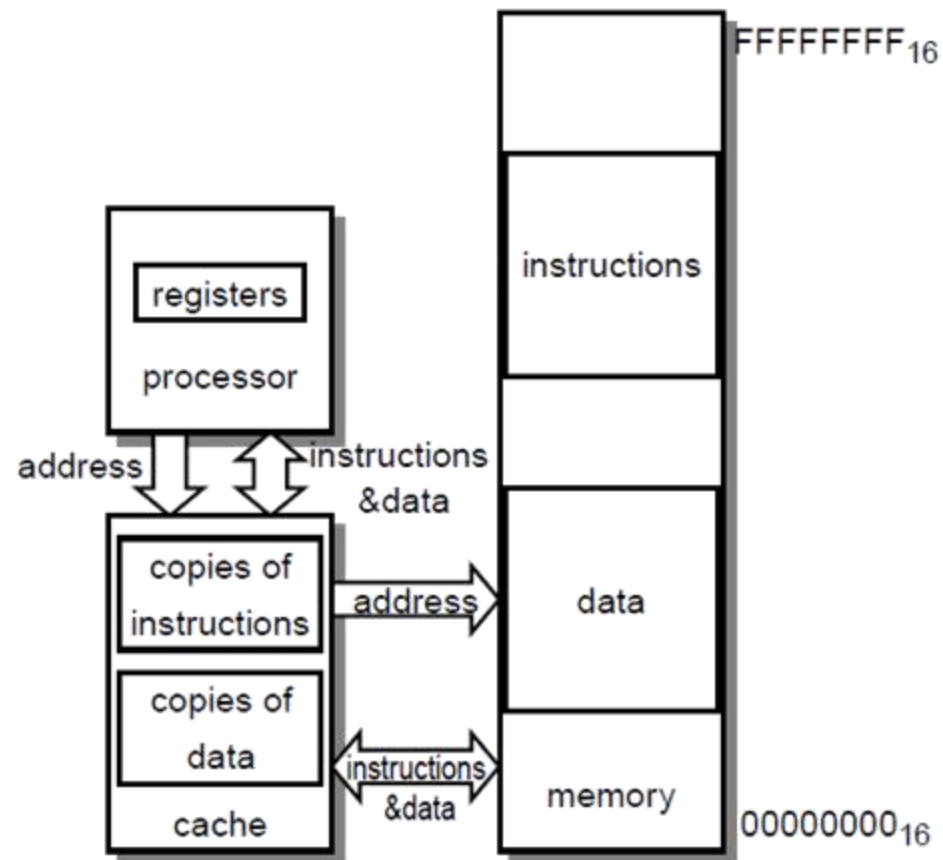 FFFFFFFF16
instructions
registers
processor
address
instructions
&data
copies of
instructions
address
data
copies of
data
instructions
&data
cache
memory
0000000016